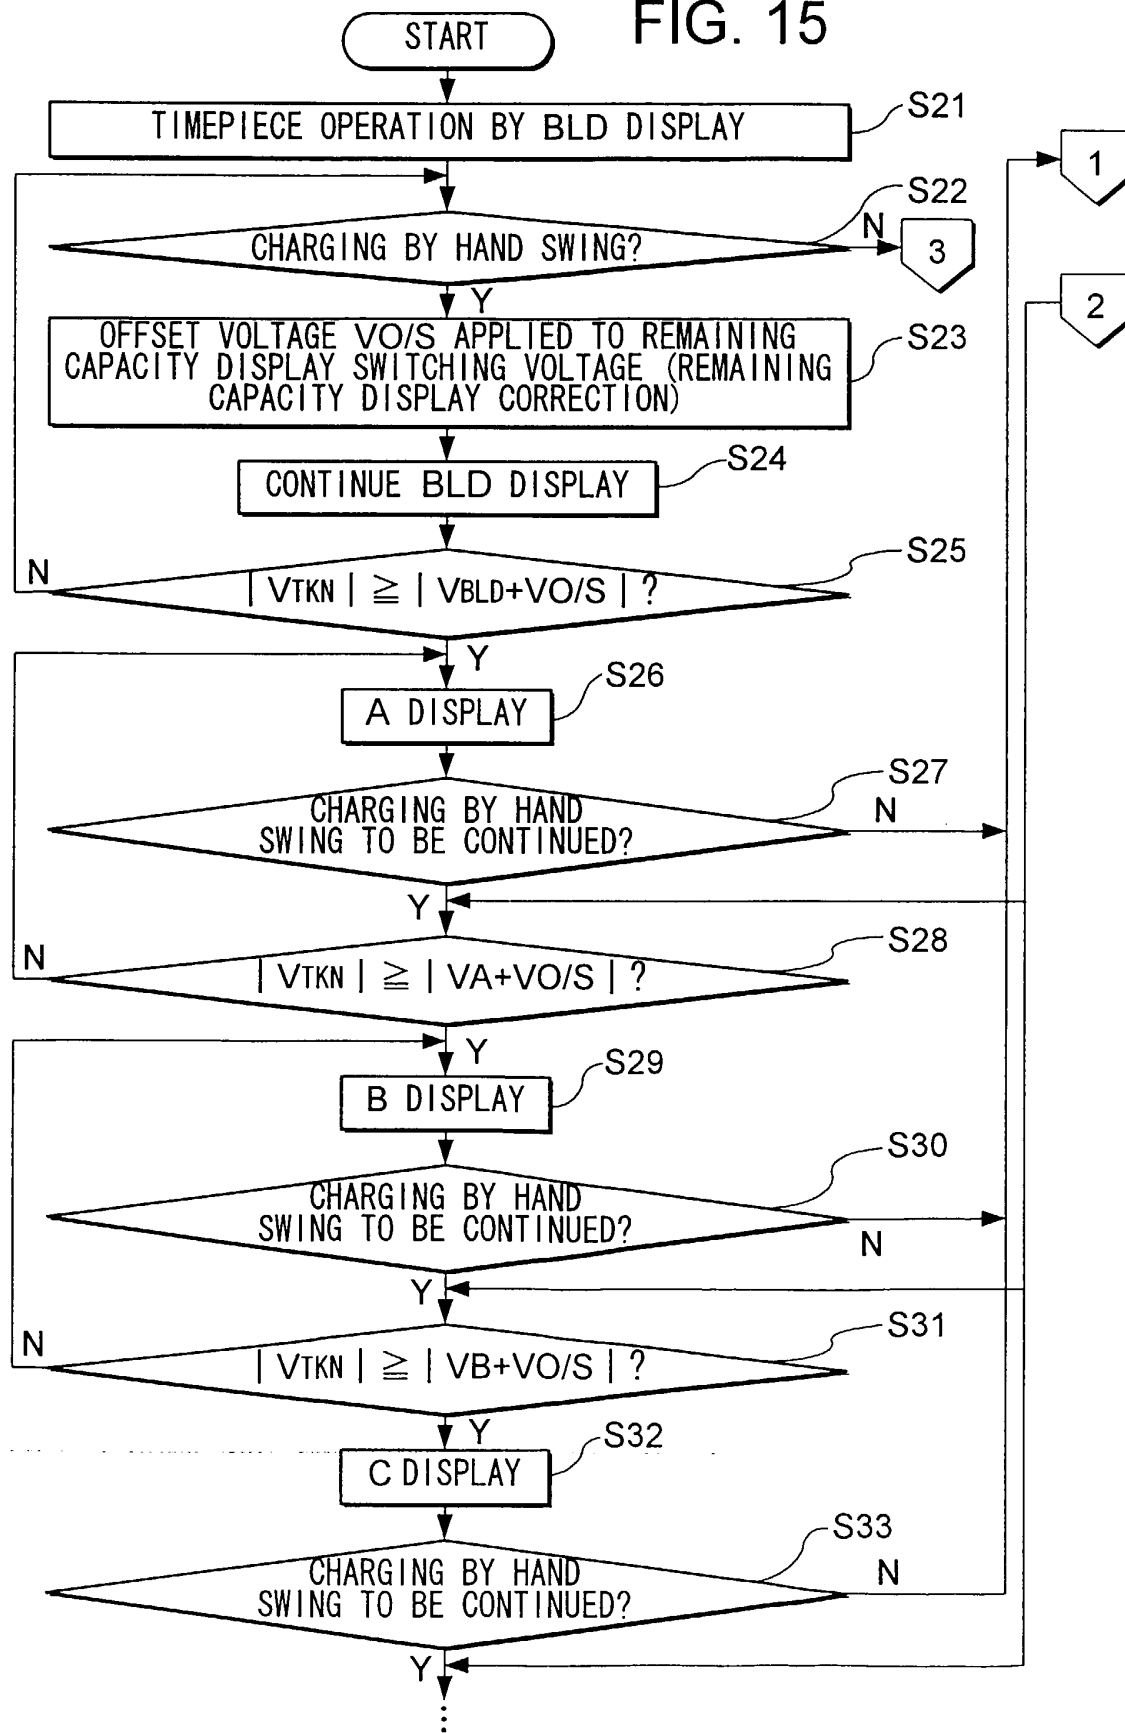 FIG. 15
START
TIMEPIECE OPERATION BY BLD DISPLAY
S21
1
S22
CHARGING BY HAND SWING?
N
3
Y
2
OFFSET VOLTAGE VO/S APPLIED TO REMAINING
CAPACITY DISPLAY SWITCHING VOLTAGE (REMAINING
CAPACITY DISPLAY CORRECTION)
S23
S24
CONTINUE BLD DISPLAY
S25
N
| VTKN | ≧ | VBLD+VO/S | ?
Y
S26
A DISPLAY
S27
CHARGING BY HAND
SWING TO BE CONTINUED?
N
Y
S28
N
| VTKN | ≧ | VA+VO/S | ?
Y
S29
B DISPLAY
S30
CHARGING BY HAND
SWING TO BE CONTINUED?
N
Y
S31
N
| VTKN | ≧ | VB+VO/S | ?
Y
S32
C DISPLAY
S33
CHARGING BY HAND
SWING TO BE CONTINUED?
N
Y
⋮